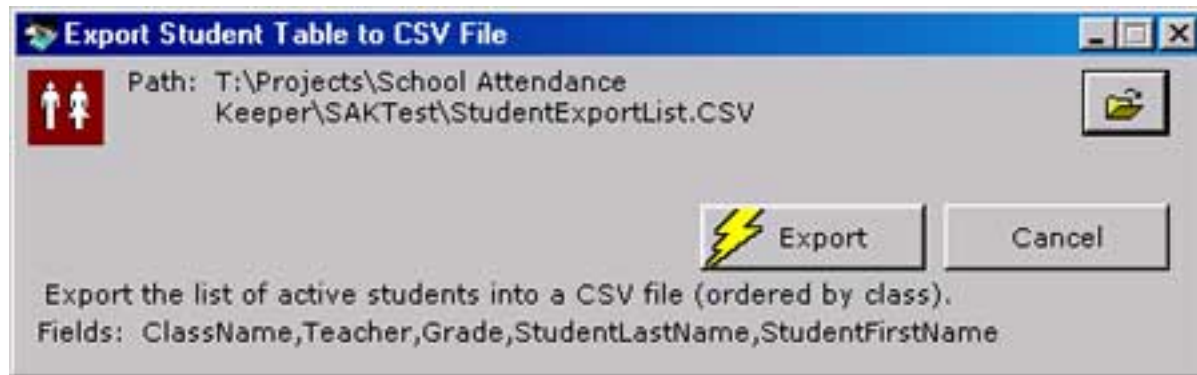 Export Student Table to CSV File
Path: T:\Projects\School Attendance
Keeper\SAKTest\StudentExportList.CSV
Export
Cancel
Export the list of active students into a CSV file (ordered by class).
Fields: ClassName,Teacher,Grade,StudentLastName,StudentFirstName